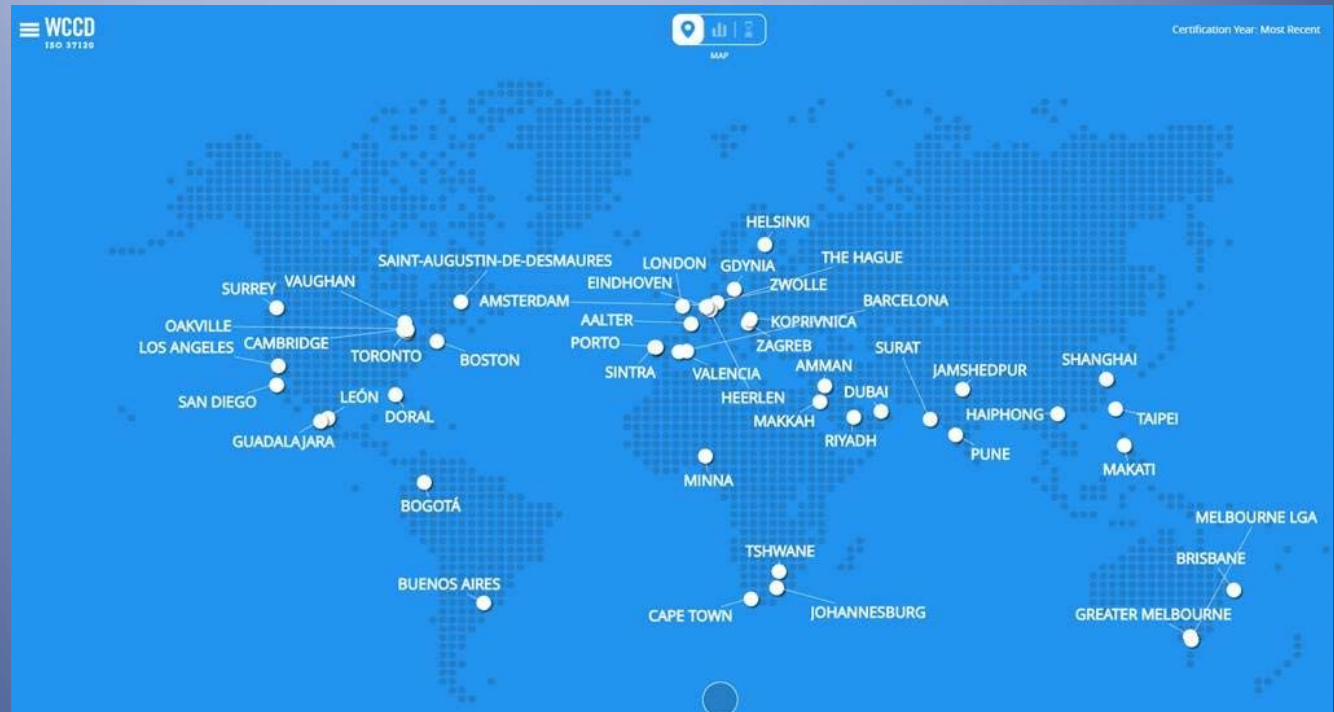 WCCD
ISO 37120
MAP
Certification Year: Most Recent
HELSINKI
SAINT-AUGUSTIN-DE-DESMAURES
LONDON
GDYNIA
THE HAGUE
SURREY
VAUGHAN
EINDHOVEN
ZWOLLE
AMSTERDAM
BARCELONA
OAKVILLE
AALTER
KOPRIVNICA
LOS ANGELES
CAMBRIDGE
TORONTO
BOSTON
PORTO
ZAGREB
SURAT
SHANGHAI
SINTRA
VALENCIA
AMMAN
JAMSHEDPUR
SAN DIEGO
LEÓN
DORAL
HEERLEN
DUBAI
HAIPHONG
TAIPEI
MAKKAH
GUADALAJARA
RIYADH
PUNE
MAKATI
MINNA
BOGOTÁ
MELBOURNE LGA
TSHWANE
BRISBANE
BUENOS AIRES
CAPE TOWN
JOHANNESBURG
GREATER MELBOURNE